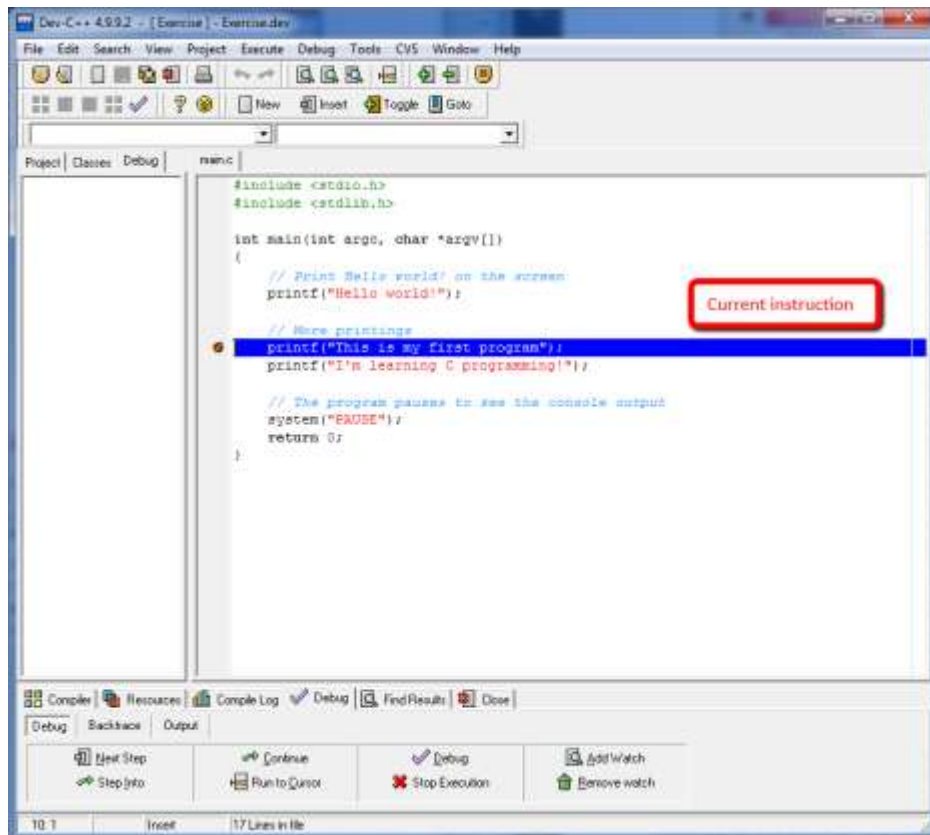 Dev-C++ 4.9.9.2 - [ Exercise ] - Exercise.dev
File Edit Search View Project Execute Debug Tools CVS Window Help
New Insert Toggle Goto
Project Classes Debug main.c
#include <stdio.h>
#include <stdlib.h>
int main(int argc, char *argv[])
{
// Print Hello world! on the screen
printf("Hello world!");
Current instruction
// More printings
printf("This is my first program");
printf("I'm learning C programming!");
// The program pauses to see the console output
system("PAUSE");
return 0;
}
Compiler Resources Compile Log Debug Find Results Close
Debug Backtrace Output
Next Step Continue Debug Add Watch
Step Into Run to Cursor Stop Execution Remove watch
10: 1 Insert 17 Lines in file